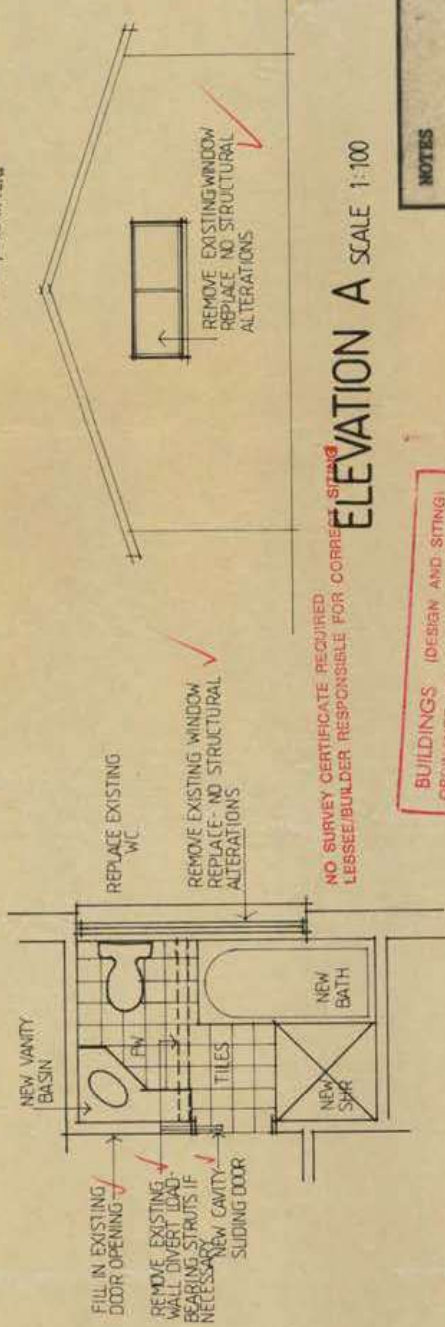 NEW VANITY
BASIN
FILL IN EXISTING
DOOR OPENING
REMOVE EXISTING
WALL DIVERT LOAD-
BEARING STRUTS IF
NECESSARY
NEW CAVITY
SLIDING DOOR
TILES
NEW
SHR
NEW
BATH
REPLACE EXISTING
WC.
REMOVE EXISTING WINDOW
REPLACE- NO STRUCTURAL
ALTERATIONS
REMOVE EXISTING WINDOW
REPLACE NO STRUCTURAL
ALTERATIONS
NO SURVEY CERTIFICATE REQUIRED
LESSEE/BUILDER RESPONSIBLE FOR CORRECT SITING
ELEVATION A SCALE 1:100
BUILDINGS (DESIGN AND SITING)
NOTES